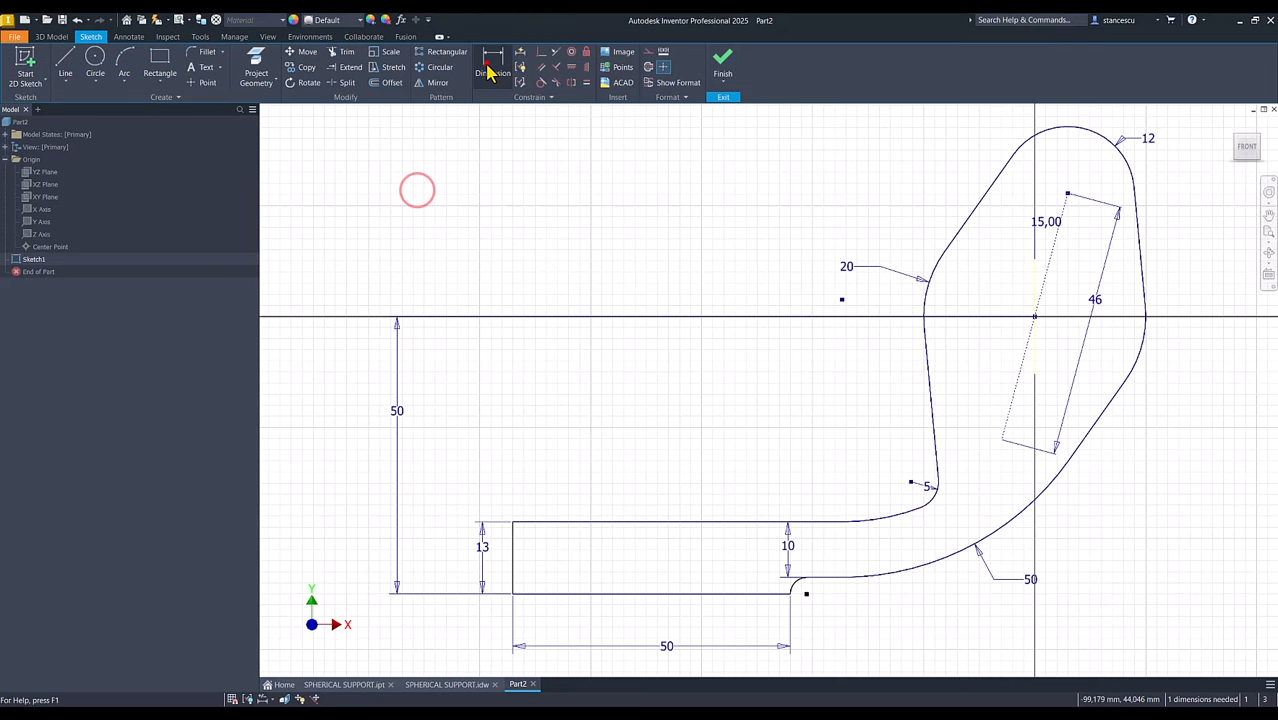 Material
Default
Autodesk Inventor Professional 2025 Part2
Search Help & Commands...
stancescu
File
3D Model
Sketch
Annotate
Inspect
Tools
Manage
View
Environments
Collaborate
Fusion
Start
2D Sketch
Line
Circle
Arc
Rectangle
Fillet
Text
Point
Project
Geometry
Move
Copy
Rotate
Trim
Extend
Split
Scale
Stretch
Offset
Rectangular
Circular
Mirror
Dimension
Image
Points
ACAD
Show Format
Finish
Sketch
Create
Modify
Pattern
Constrain
Insert
Format
Exit
Model
Part2
Model States: [Primary]
View: [Primary]
Origin
YZ Plane
XZ Plane
XY Plane
X Axis
Y Axis
Z Axis
Center Point
Sketch1
End of Part
FRONT
12
15,00
20
46
50
5
13
10
50
50
Y
X
Home
SPHERICAL SUPPORT.ipt
SPHERICAL SUPPORT.idw
Part2
For Help, press F1
-99,179 mm, 44,046 mm
1 dimensions needed
1
3